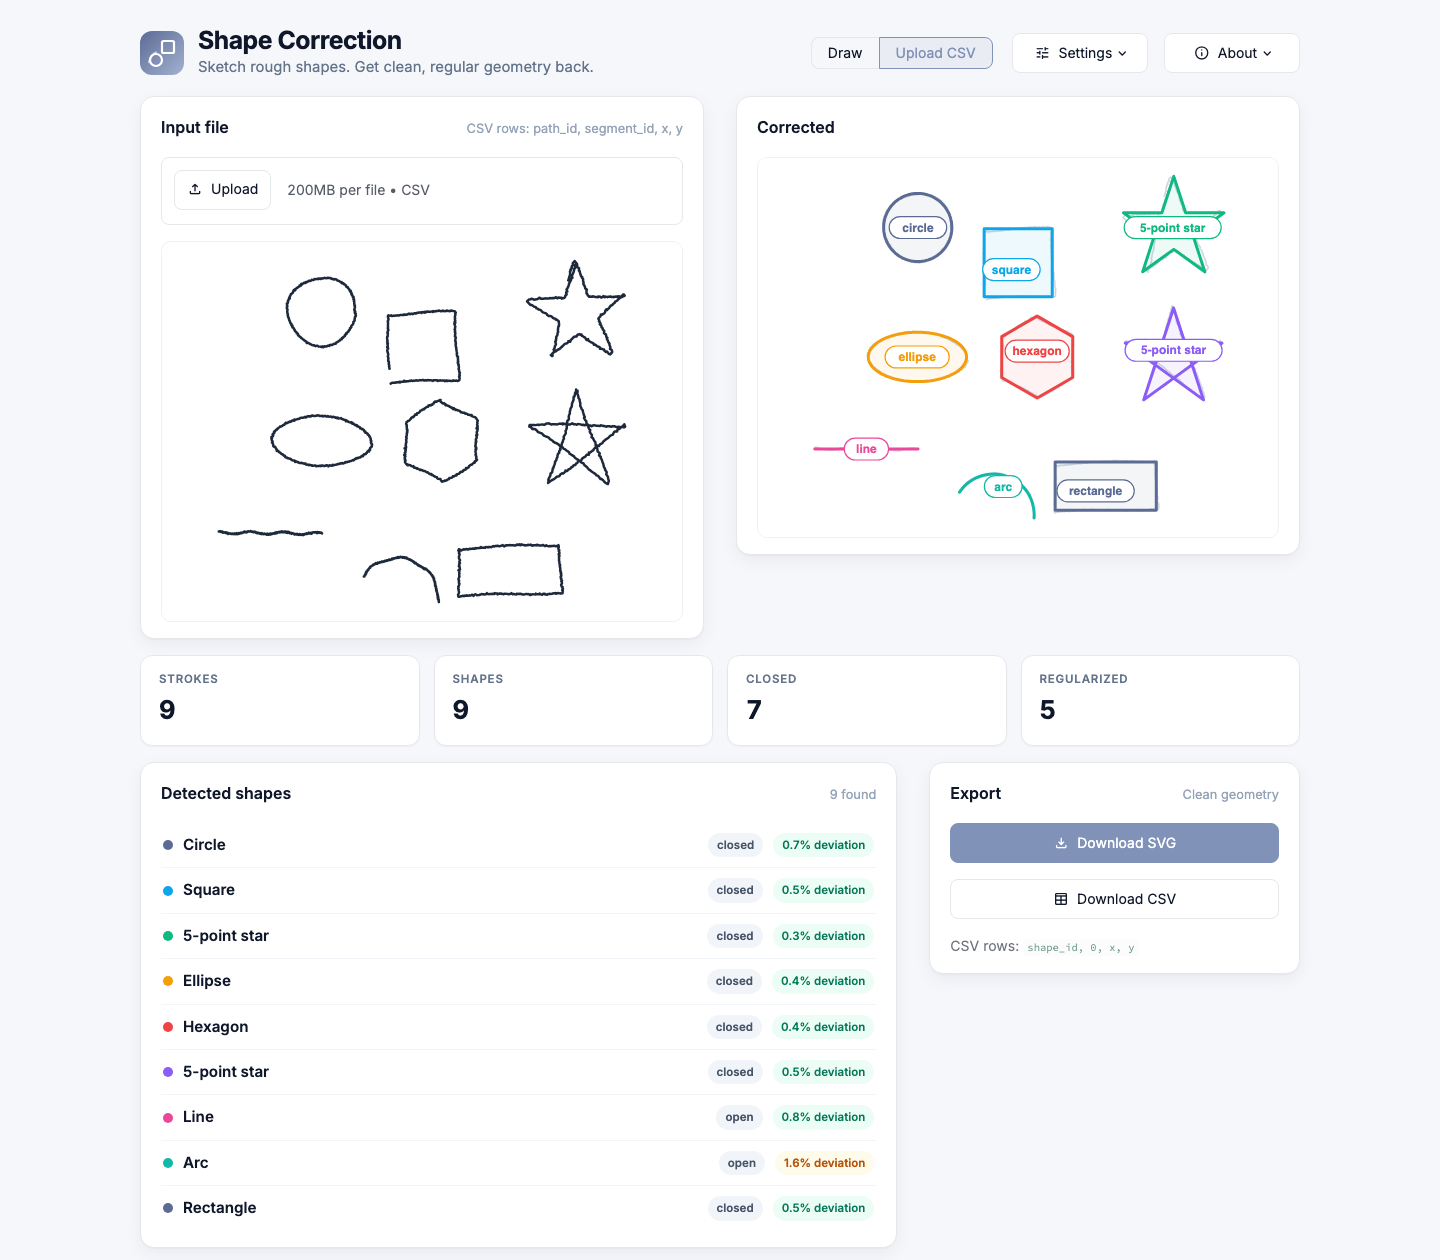 Shape Correction
Sketch rough shapes. Get clean, regular geometry back.
Draw
Upload CSV
Settings
About
Input file
CSV rows: path_id, segment_id, x, y
Upload
200MB per file • CSV
Corrected
circle
square
5-point star
ellipse
hexagon
5-point star
line
arc
rectangle
STROKES
9
SHAPES
9
CLOSED
7
REGULARIZED
5
Detected shapes
9 found
Circle closed 0.7% deviation
Square closed 0.5% deviation
5-point star closed 0.3% deviation
Ellipse closed 0.4% deviation
Hexagon closed 0.4% deviation
5-point star closed 0.5% deviation
Line open 0.8% deviation
Arc open 1.6% deviation
Rectangle closed 0.5% deviation
Export
Clean geometry
Download SVG
Download CSV
CSV rows: shape_id, 0, x, y